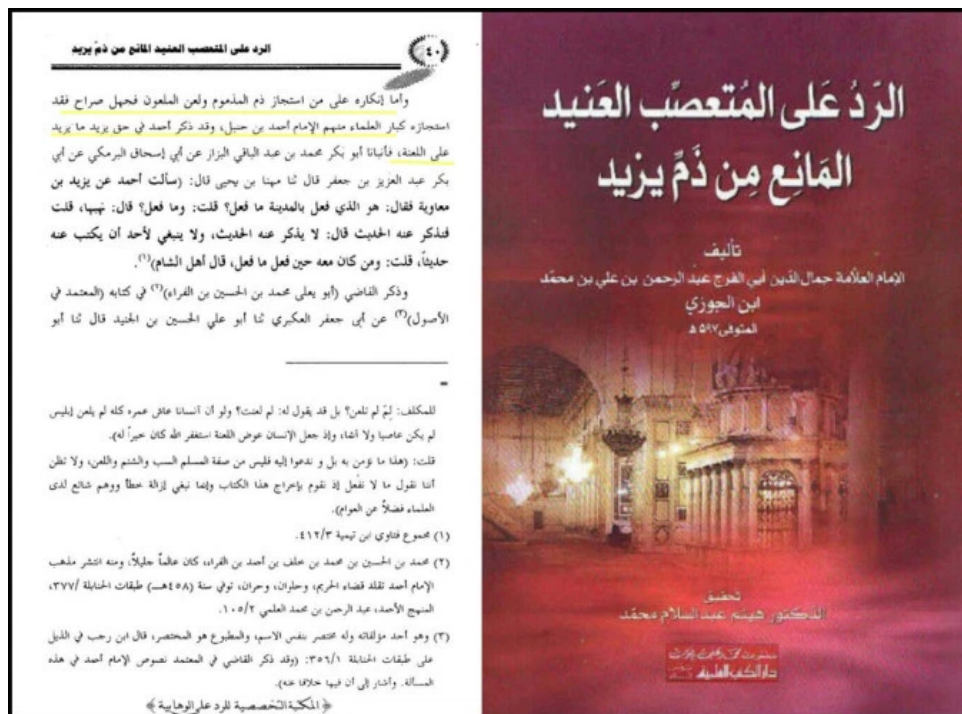 الرد على المتعصب العنيد المانع من ذمّ يزيد
٤٠
وأما إنكاره على من استجاز ذم المذموم ولعن الملعون فجهل صراح فقد
استجازه كبار العلماء منهم الإمام أحمد بن حنبل، وقد ذكر أحمد في حق يزيد ما يزيد
على اللعنة، فأنبأنا أبو بكر محمد بن عبد الباقي البزاز عن أبي إسحاق البرمكي عن أبي
بكر عبد العزيز بن جعفر قال ثنا مهنا بن يحيى قال: (سألت أحمد عن يزيد بن
معاوية فقال: هو الذي فعل بالمدينة ما فعل؟ قلت: وما فعل؟ قال: نهبها، قلت
فنذكر عنه الحديث قال: لا يذكر عنه الحديث، ولا ينبغي لأحد أن يكتب عنه
حديثاً، قلت: ومن كان معه حين فعل ما فعل، قال أهل الشام)(١).
وذكر القاضي (أبو يعلى محمد بن الحسين بن الفراء)(٢) في كتابه (المعتمد في
الأصول)(٣) عن أبي جعفر العكبري ثنا أبو علي الحسين بن الجنيد قال ثنا أبو
=
للمكلف: لِمَ لم تلعن؟ بل قد يقول له: لم لعنت؟ ولو أن آنسانا عاش عمره كله لم يلعن إبليس
لم يكن عاصيا ولا آثما، وإذ جعل الإنسان عوض اللعنة استغفر الله كان خيراً له).
قلت: (هذا ما نؤمن به بل و ندعوا إليه فليس من صفة المسلم السب والشتم واللعن، ولا تظن
أننا نقول ما لا نفعل إذ نقوم بإخراج هذا الكتاب وإنما نبغي إزالة خطأ ووهم شائع لدى
العلماء فضلاً عن العوام).
(١) مجموع فتاوى ابن تيمية ٤١٢/٣.
(٢) محمد بن الحسين بن محمد بن خلف بن أحمد بن الفراء، كان عالماً جليلاً، ومنه انتشر مذهب
الإمام أحمد تقلد قضاء الحريم، وحلوان، وحران، توفي سنة (٤٥٨هــ) طبقات الحنابلة /٣٧٧،
المنهج الأحمد، عبد الرحمن بن محمد العلمي ١٠٥/٢.
(٣) وهو أحد مؤلفاته وله مختصر بنفس الاسم، والمطبوع هو المختصر، قال ابن رجب في الذيل
على طبقات الحنابلة ٣٥٦/١: (وقد ذكر القاضي في المعتمد نصوص الإمام أحمد في هذه
المسألة. وأشار إلى أن فيها خلافا عنه).
﴿المكتبة التخصصية للرد على الوهابية﴾
الرّد عَلى المُتعصّب العَنيد
المَانِع مِن ذَمِّ يزيد
تأليف
الإمام العلّامة جمال الدّين أبي الفرج عبْد الرحمن بن علي بن محمّد
ابن الجوزي
المتوفى ٥٩٧ هـ
تحقيق
الدكتور هيثم عبد السلام محمّد
دار الكتب العلمية